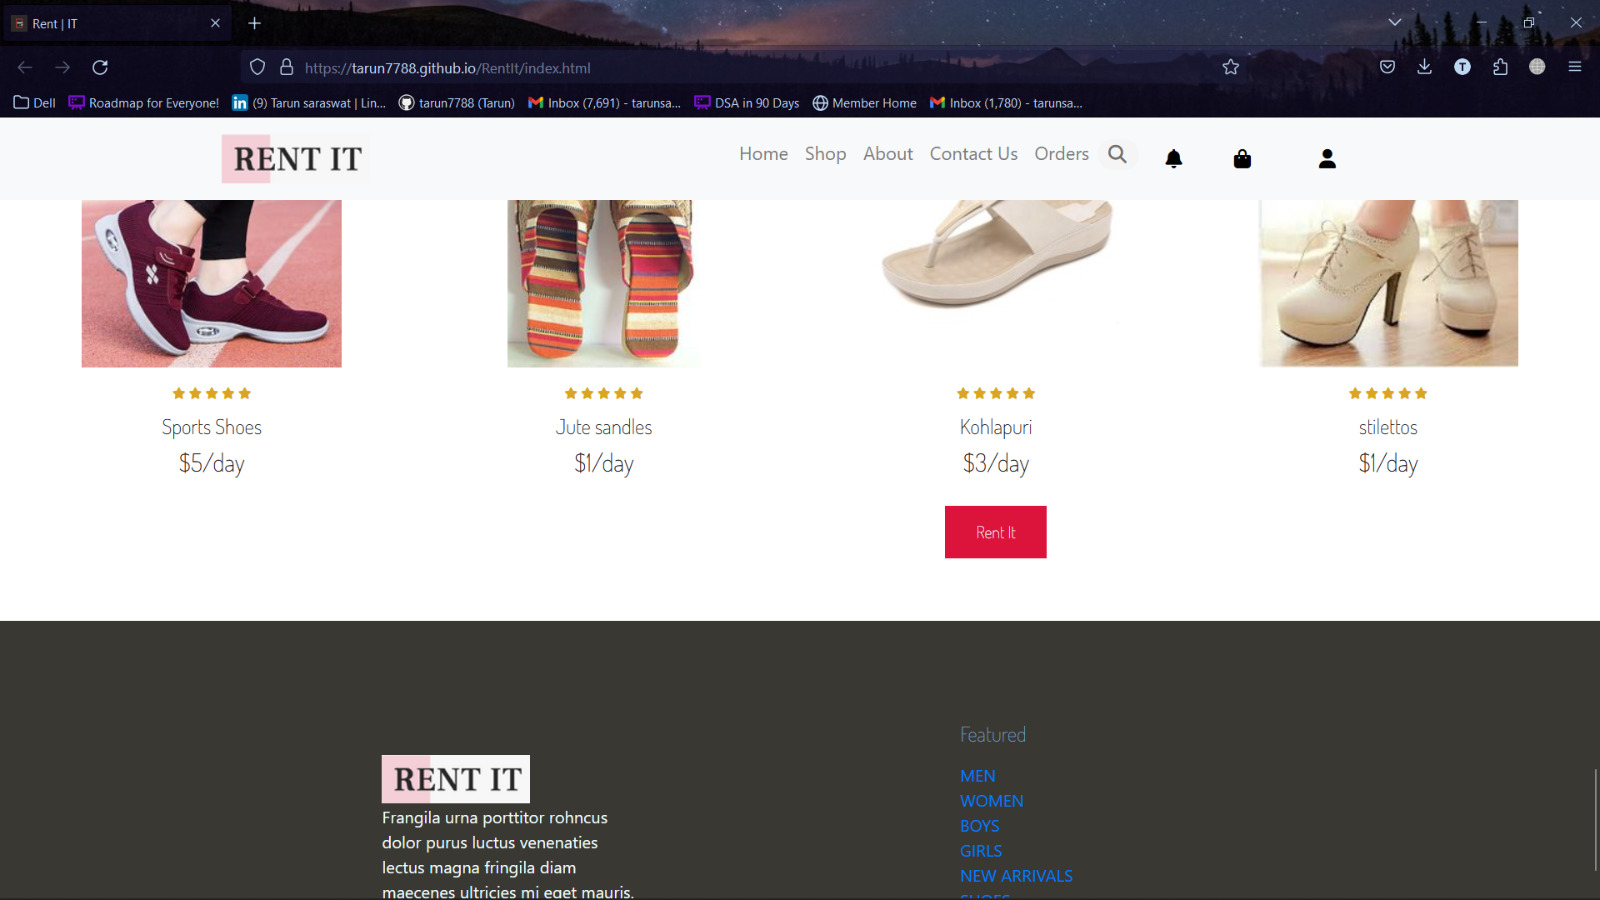 Rent | IT
https://tarun7788.github.io/RentIt/index.html
Dell
Roadmap for Everyone!
(9) Tarun saraswat | Lin...
tarun7788 (Tarun)
Inbox (7,691) - tarunsa...
DSA in 90 Days
Member Home
Inbox (1,780) - tarunsa...
T
RENT IT
Home
Shop
About
Contact Us
Orders
Sports Shoes
$5/day
Jute sandles
$1/day
Kohlapuri
$3/day
Rent It
stilettos
$1/day
RENT IT
Frangila urna porttitor rohncus
dolor purus luctus venenaties
lectus magna fringila diam
maecenes ultricies mi eget mauris.
Featured
MEN
WOMEN
BOYS
GIRLS
NEW ARRIVALS
SHOES